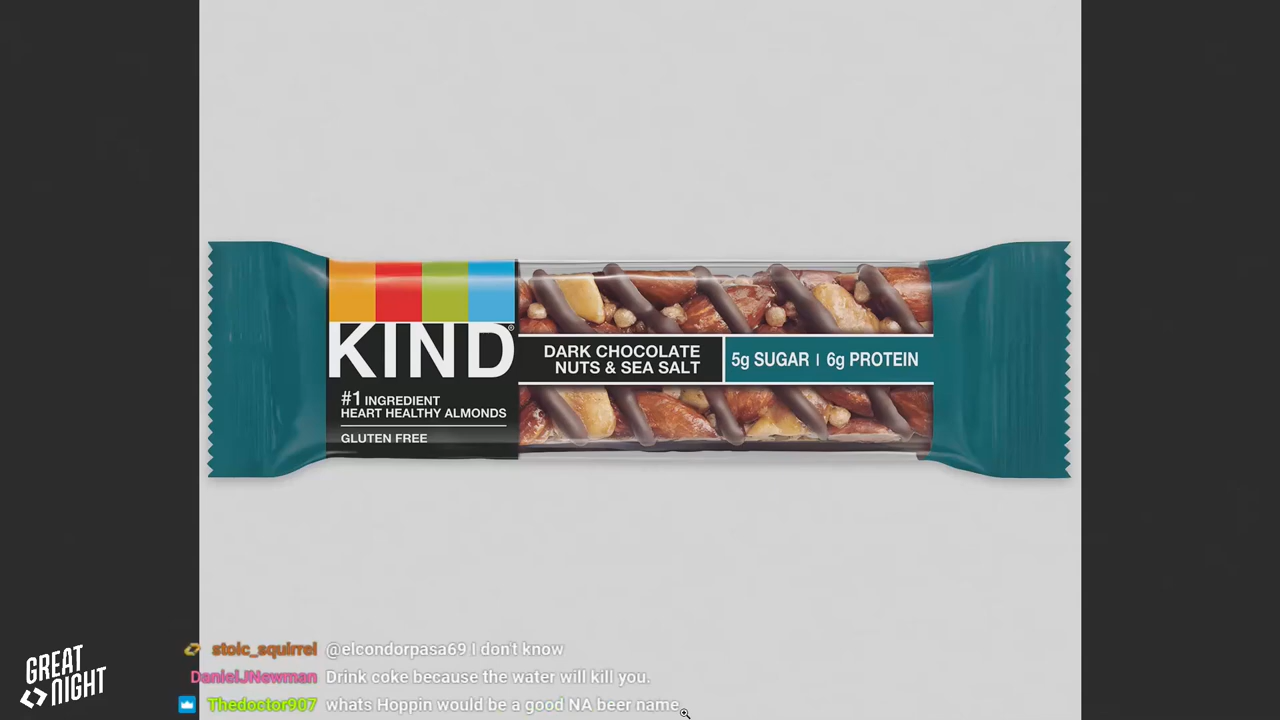 KIND®
#1 INGREDIENT
HEART HEALTHY ALMONDS
GLUTEN FREE
DARK CHOCOLATE
NUTS & SEA SALT
5g SUGAR | 6g PROTEIN
GREAT
NIGHT
stoic_squirrel @elcondorpasa69 I don't know
DanielJNewman Drink coke because the water will kill you.
Thedoctor907 whats Hoppin would be a good NA beer name